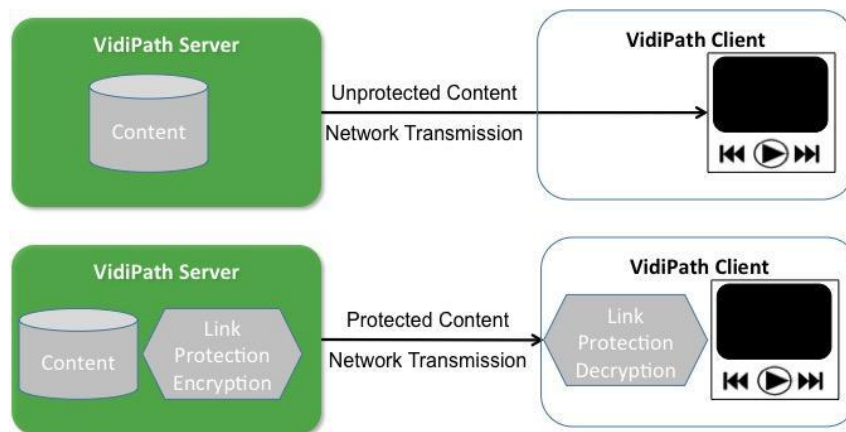 VidiPath Server
Content
Unprotected Content
Network Transmission
VidiPath Client
VidiPath Server
Content
Link
Protection
Encryption
Protected Content
Network Transmission
VidiPath Client
Link
Protection
Decryption